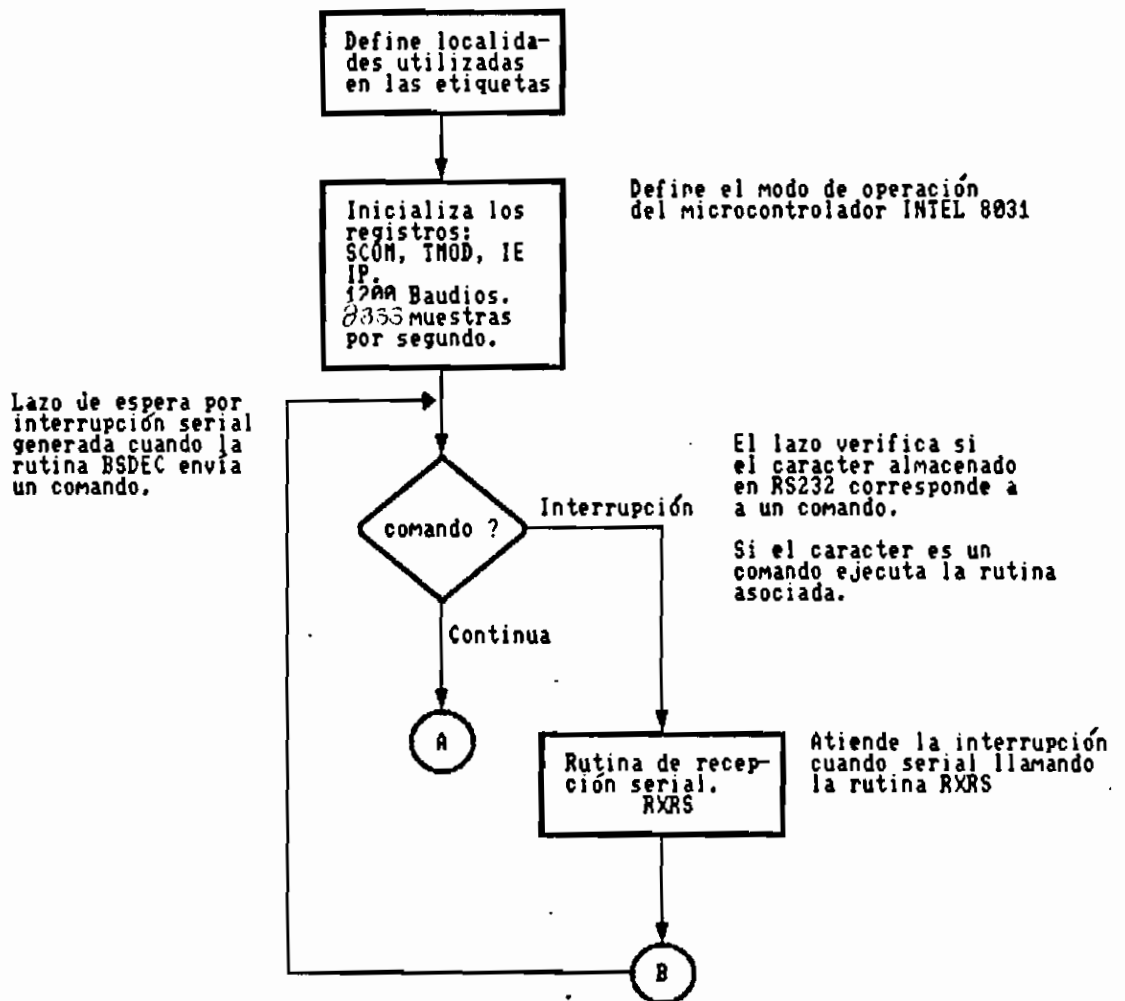 Define localida-
des utilizadas
en las etiquetas
Inicializa los
registros:
SCOM, TMOD, IE
IP.
1200 Baudios.
muestras
por segundo.
Define el modo de operación
del microcontrolador INTEL 8031
Lazo de espera por
interrupción serial
generada cuando la
rutina BSDEC envía
un comando.
comando ?
Interrupción
El lazo verifica si
el caracter almacenado
en RS232 corresponde a
a un comando.
Si el caracter es un
comando ejecuta la rutina
asociada.
Continua
A
Rutina de recep-
ción serial.
RXRS
Atiende la interrupción
cuando serial llamando
la rutina RXRS
B